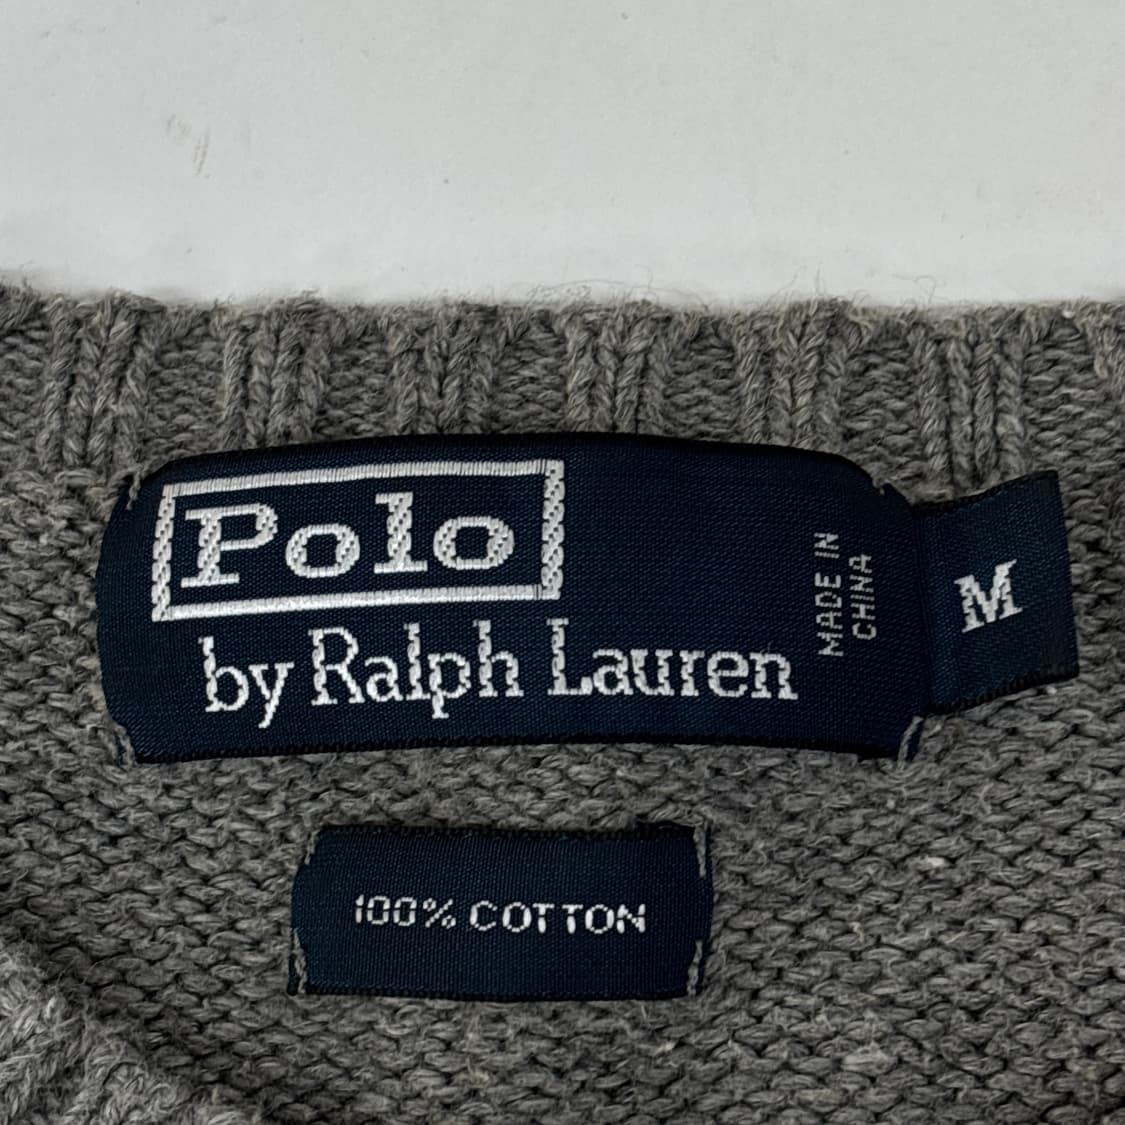 Polo
by Ralph Lauren
MADE IN
CHINA
M
100% COTTON